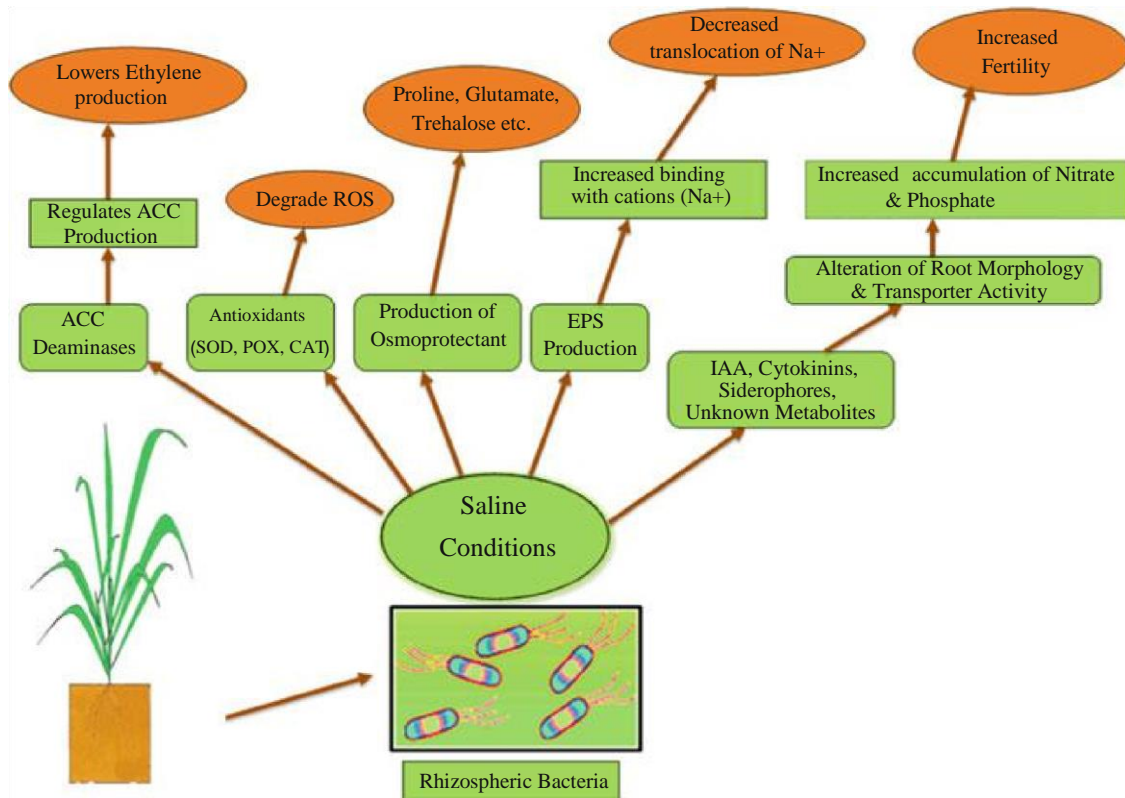 Lowers Ethylene
production
Proline, Glutamate,
Trehalose etc.
Decreased
translocation of Na+
Increased
Fertility
Regulates ACC
Production
Degrade ROS
Increased binding
with cations (Na+)
Increased accumulation of Nitrate
& Phosphate
Alteration of Root Morphology
& Transporter Activity
ACC
Deaminases
Antioxidants
(SOD, POX, CAT)
Production of
Osmoprotectant
EPS
Production
IAA, Cytokinins,
Siderophores,
Unknown Metabolites
Saline
Conditions
Rhizospheric Bacteria